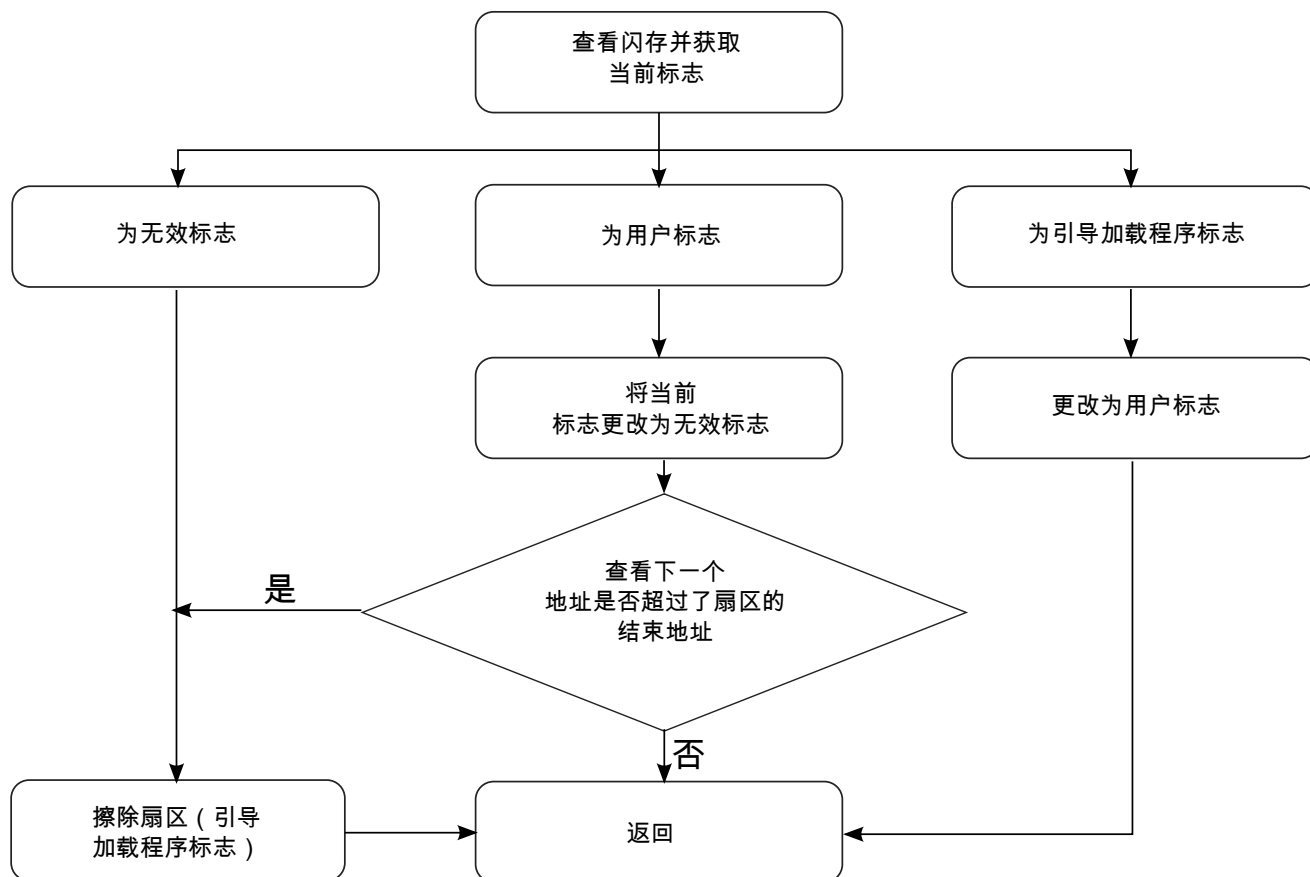 查看闪存并获取
当前标志
为无效标志
为用户标志
为引导加载程序标志
将当前
标志更改为无效标志
更改为用户标志
查看下一个
地址是否超过了扇区的
结束地址
是
否
擦除扇区（引导
加载程序标志）
返回